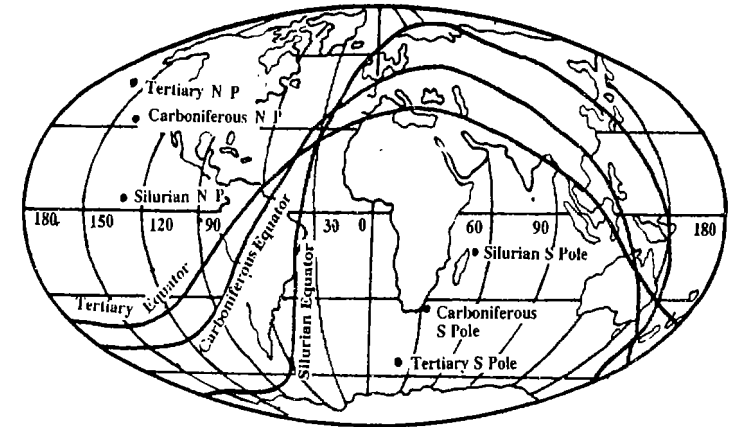 Tertiary N P
Carboniferous N P
Silurian N P
180 150 120 90 30 0 60 90 180
Silurian S Pole
Tertiary Equator
Carboniferous Equator
Silurian Equator
Carboniferous
S Pole
Tertiary S Pole